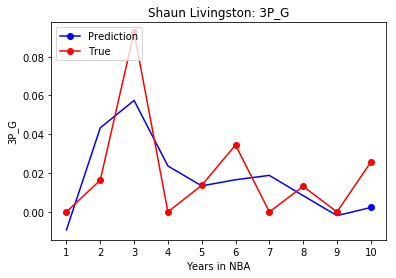 Shaun Livingston: 3P_G
Prediction
True
3P_G
0.08
0.06
0.04
0.02
0.00
1 2 3 4 5 6 7 8 9 10
Years in NBA